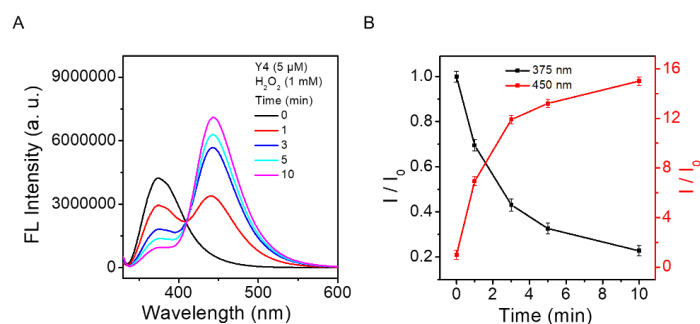 A
Y4 (5 μM)
H₂O₂ (1 mM)
Time (min)
0
1
3
5
10
9000000
6000000
3000000
0
FL Intensity (a. u.)
400
500
600
Wavelength (nm)
B
375 nm
450 nm
1.0
0.8
0.6
0.4
0.2
I / I₀
16
12
8
4
0
I / I₀
0
2
4
6
8
10
Time (min)